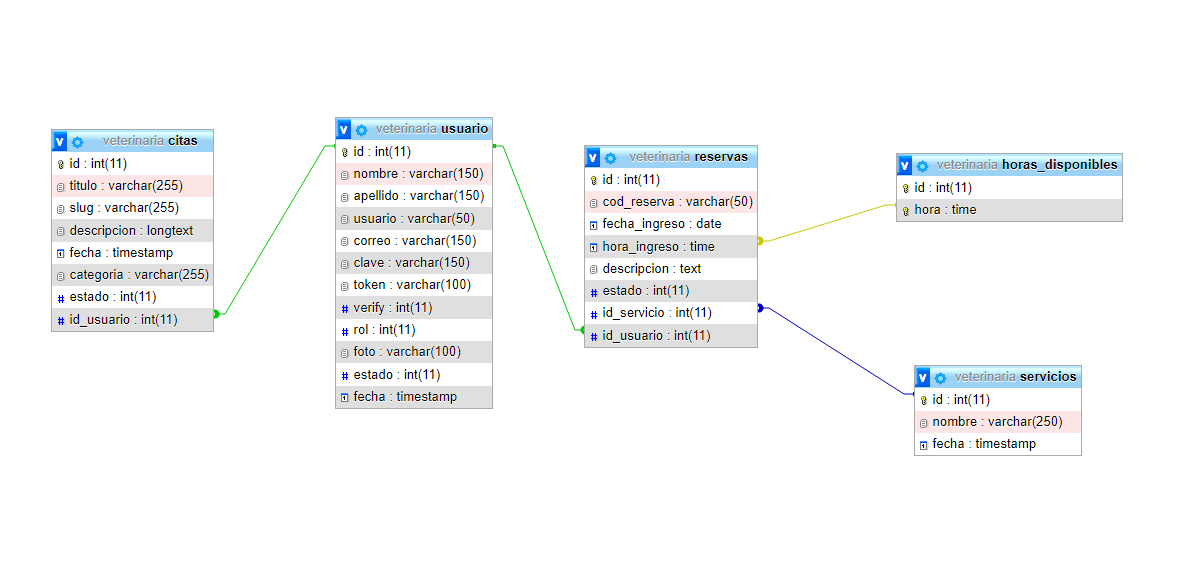 v veterinaria citas
id : int(11)
titulo : varchar(255)
slug : varchar(255)
descripcion : longtext
fecha : timestamp
categoria : varchar(255)
# estado : int(11)
# id_usuario : int(11)
v veterinaria usuario
id : int(11)
nombre : varchar(150)
apellido : varchar(150)
usuario : varchar(50)
correo : varchar(150)
clave : varchar(150)
token : varchar(100)
# verify : int(11)
# rol : int(11)
foto : varchar(100)
# estado : int(11)
fecha : timestamp
v veterinaria reservas
id : int(11)
cod_reserva : varchar(50)
fecha_ingreso : date
hora_ingreso : time
descripcion : text
# estado : int(11)
# id_servicio : int(11)
# id_usuario : int(11)
v veterinaria horas_disponibles
id : int(11)
hora : time
v veterinaria servicios
id : int(11)
nombre : varchar(250)
fecha : timestamp